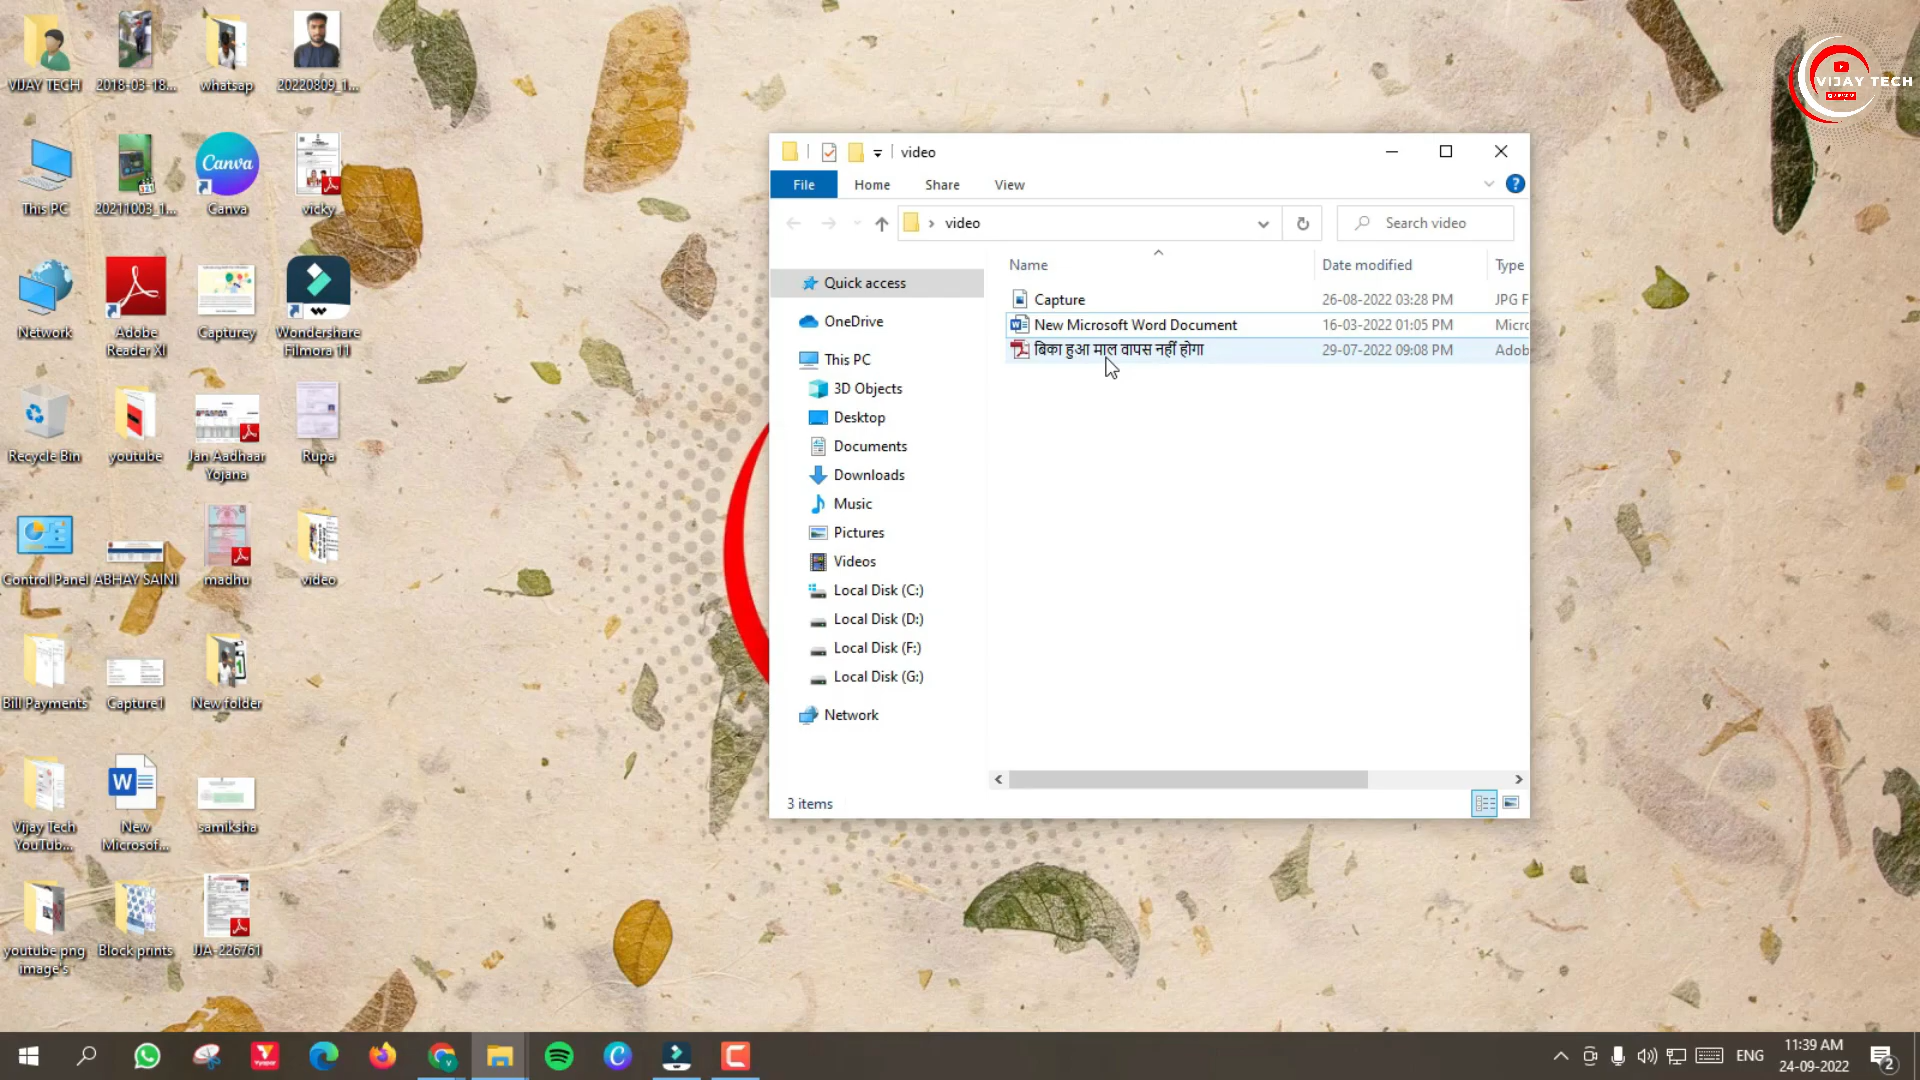 VIJAY TECH
2018-03-18...
whatsap
20220809_1...
This PC
20211003_1...
Canva
Canva
vicky
Network
Adobe Reader XI
Capturey
Wondershare Filmora 11
Recycle Bin
youtube
Jan Aadhaar Yojana
Rupa
Control Panel
ABHAY SAINI
madhu
video
Bill Payments
Capture1
New folder
Vijay Tech YouTub...
New Microsof...
samiksha
youtube png image's
Block prints
JJA-226761
VIJAY TECH
video
File Home Share View
video
Search video
Name Date modified Type
Capture 26-08-2022 03:28 PM JPG F
New Microsoft Word Document 16-03-2022 01:05 PM Micro
बिका हुआ माल वापस नहीं होगा 29-07-2022 09:08 PM Adob
Quick access
OneDrive
This PC
3D Objects
Desktop
Documents
Downloads
Music
Pictures
Videos
Local Disk (C:)
Local Disk (D:)
Local Disk (F:)
Local Disk (G:)
Network
3 items
ENG
11:39 AM
24-09-2022
2